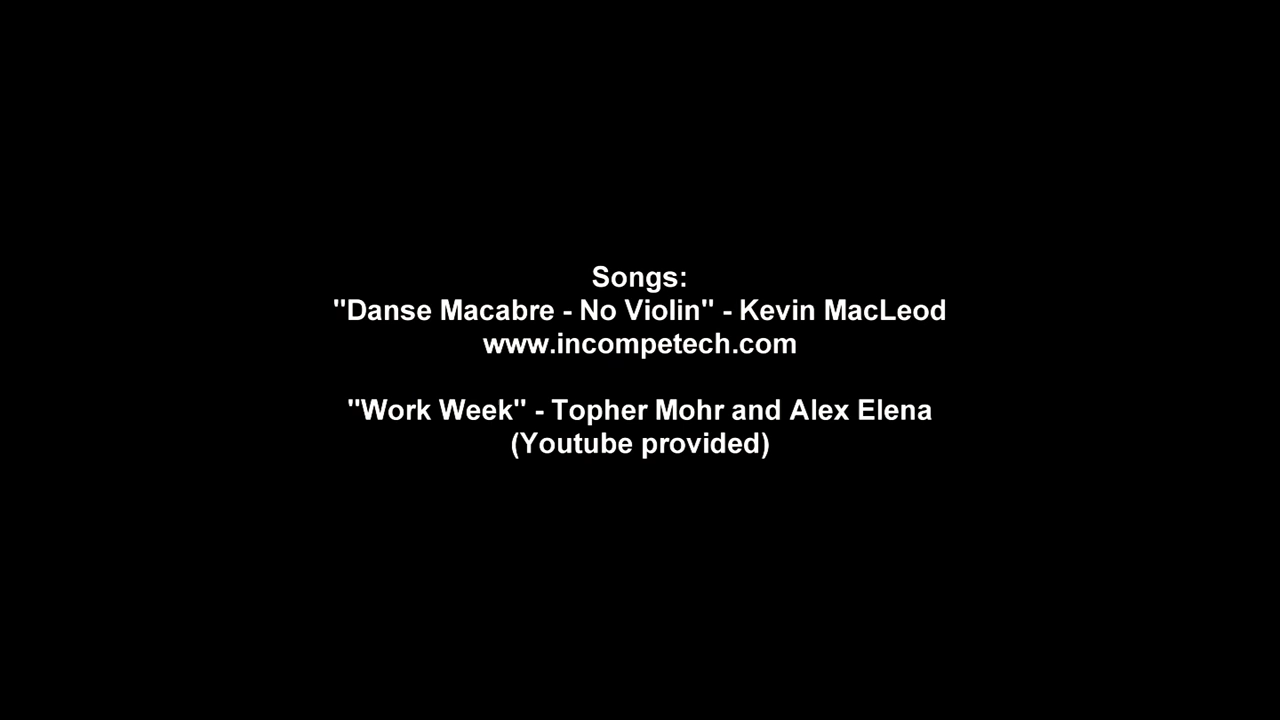 Songs:
"Danse Macabre - No Violin" - Kevin MacLeod
www.incompetech.com
"Work Week" - Topher Mohr and Alex Elena
(Youtube provided)